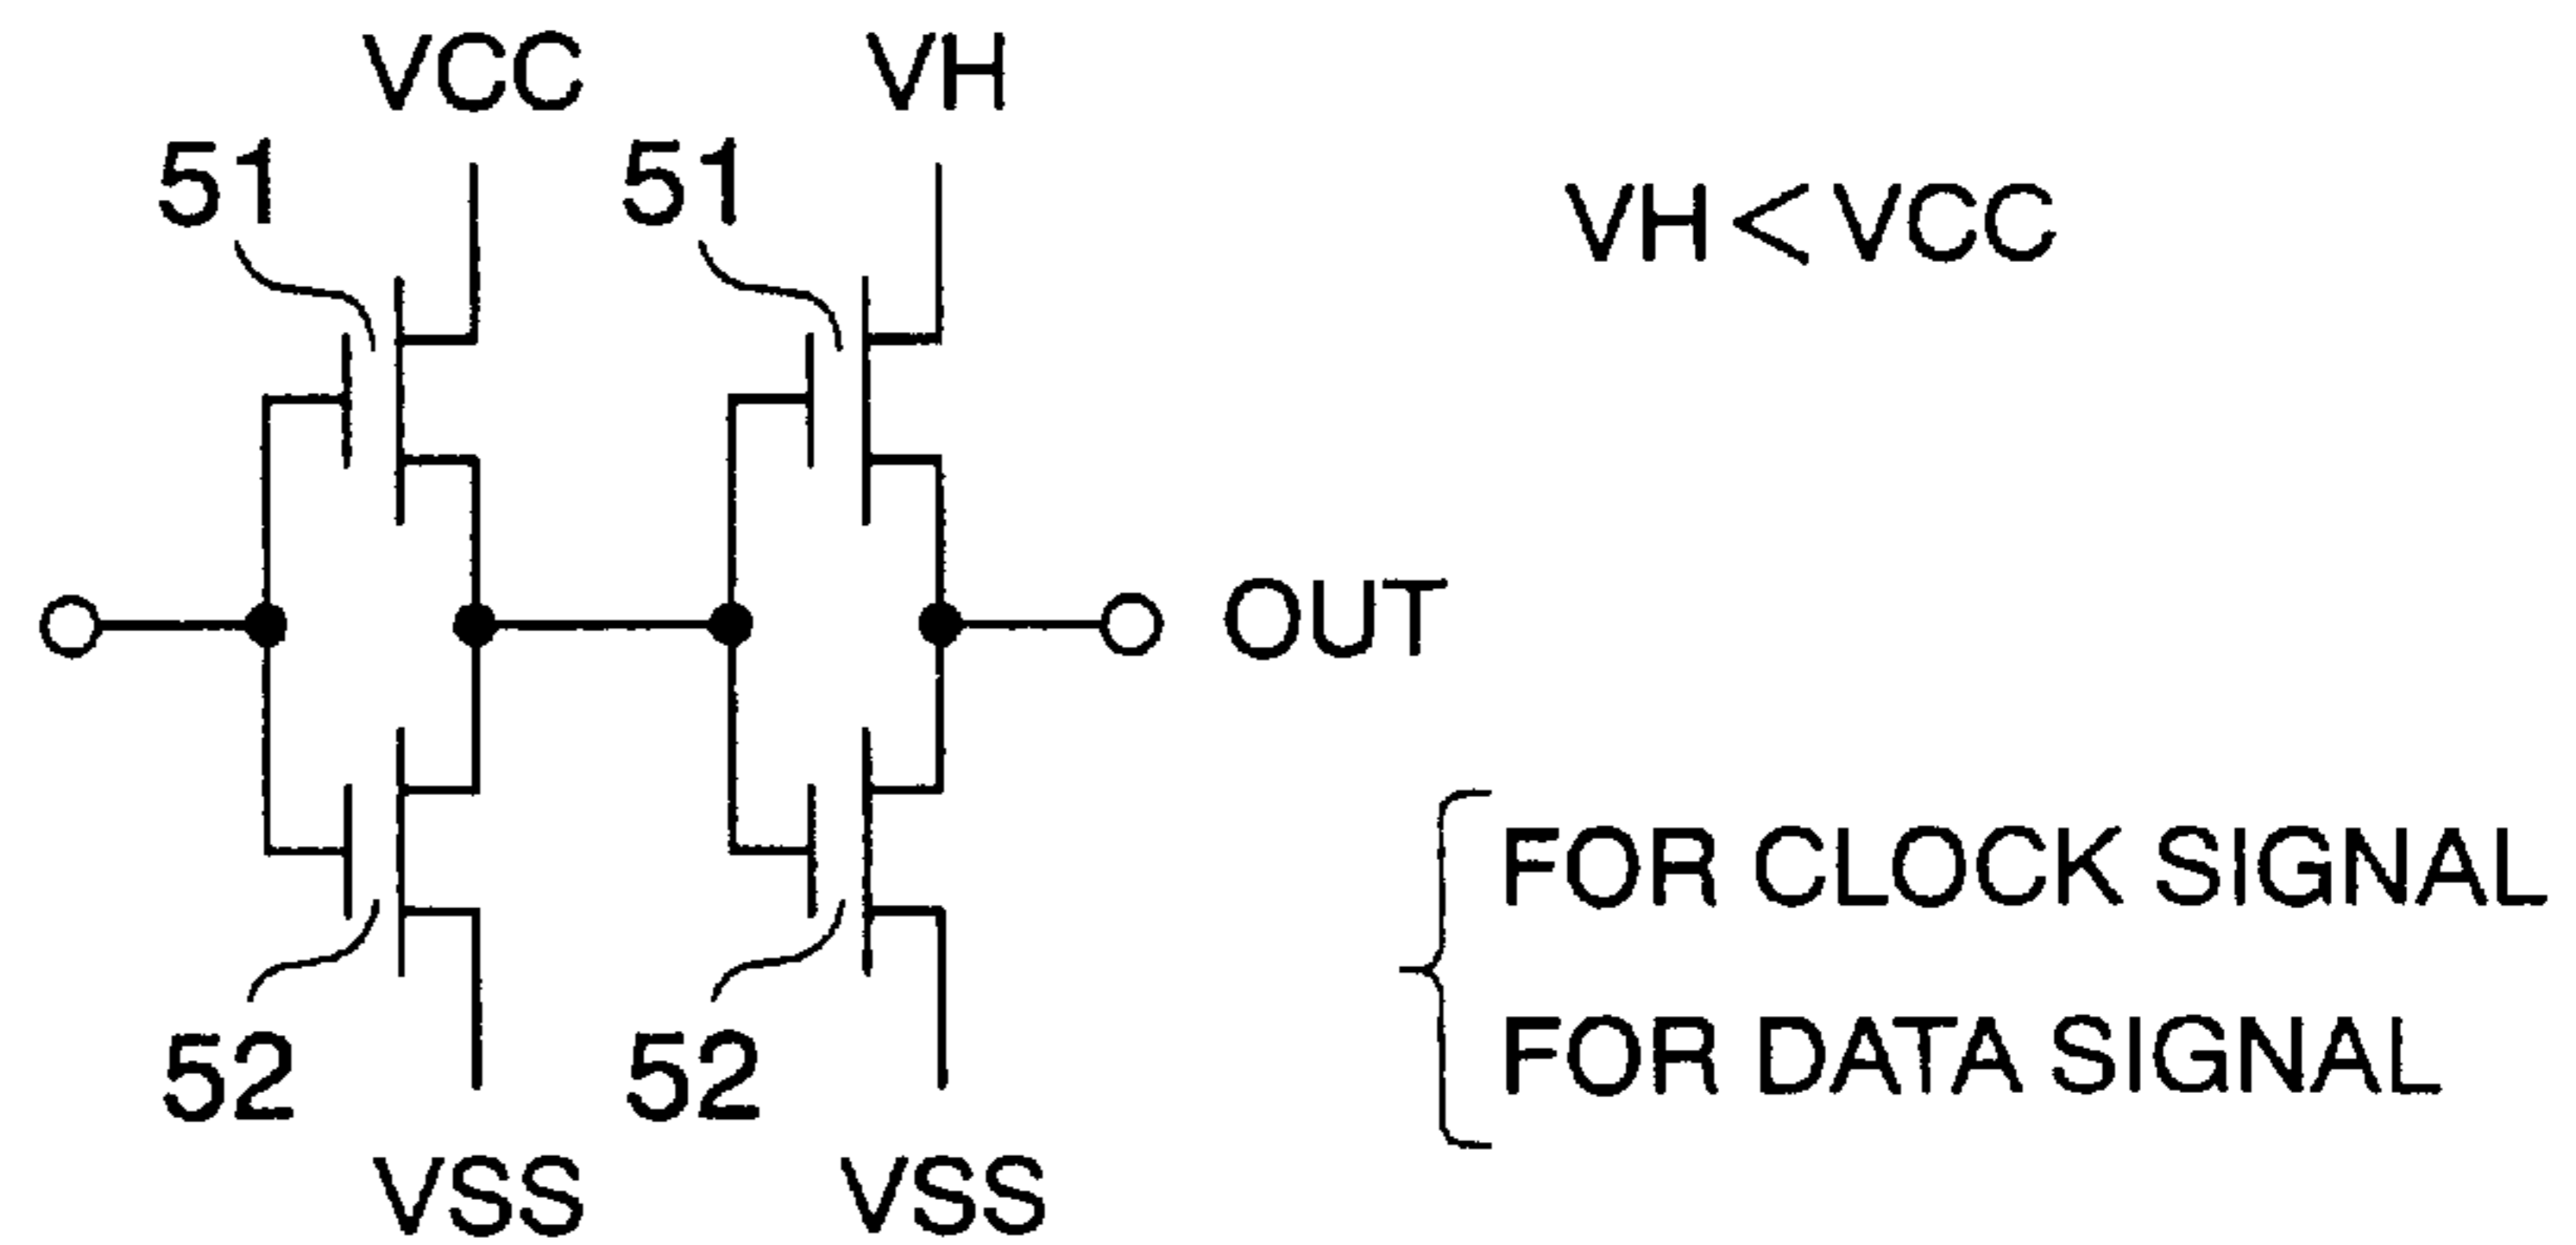 VCC VH
51 51
VH<VCC
OUT
FOR CLOCK SIGNAL
52 52
FOR DATA SIGNAL
VSS VSS